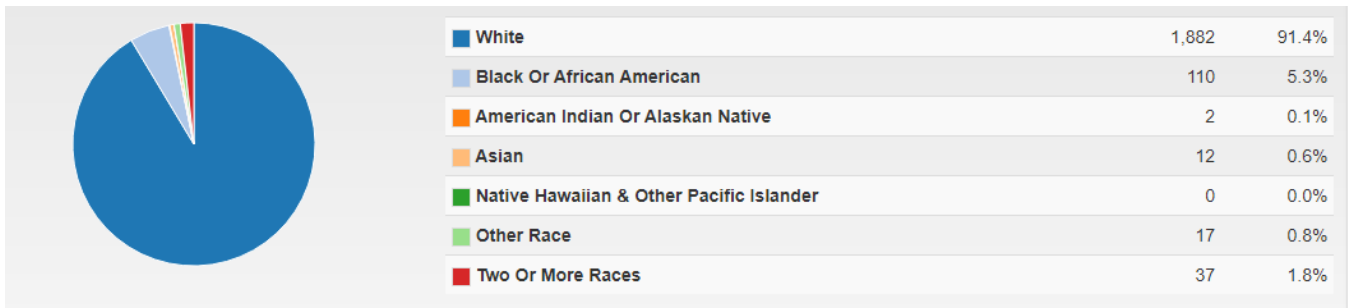 White 1,882 91.4%
Black Or African American 110 5.3%
American Indian Or Alaskan Native 2 0.1%
Asian 12 0.6%
Native Hawaiian & Other Pacific Islander 0 0.0%
Other Race 17 0.8%
Two Or More Races 37 1.8%